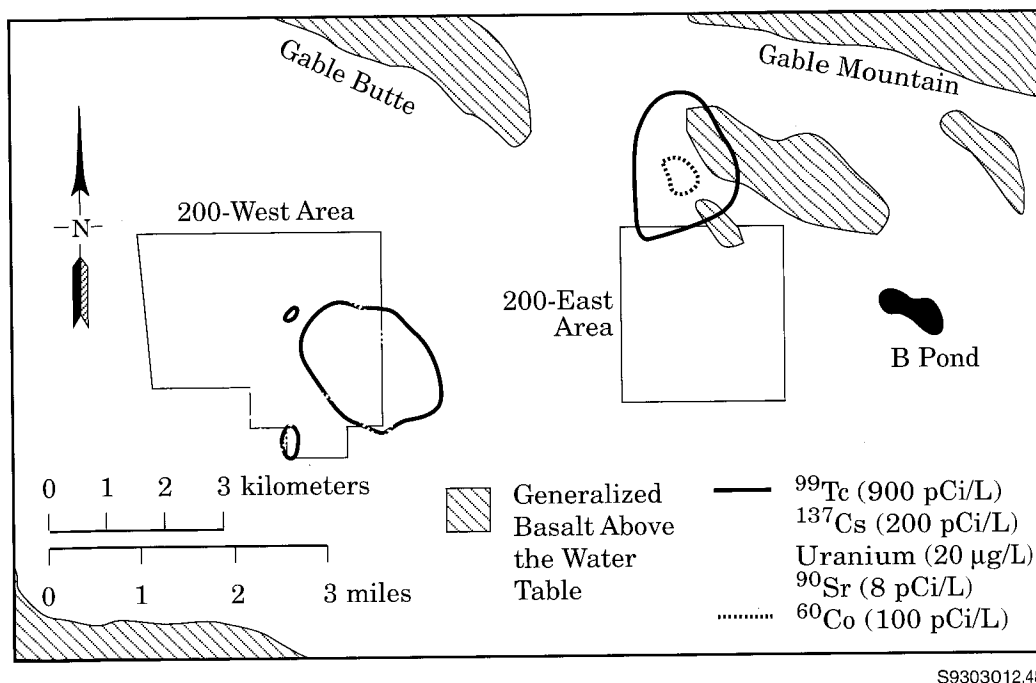 Gable Butte
Gable Mountain
–N–
200-West Area
200-East
Area
B Pond
0 1 2 3 kilometers
0 1 2 3 miles
Generalized
Basalt Above
the Water
Table
⁹⁹Tc (900 pCi/L)
¹³⁷Cs (200 pCi/L)
Uranium (20 µg/L)
⁹⁰Sr (8 pCi/L)
⁶⁰Co (100 pCi/L)